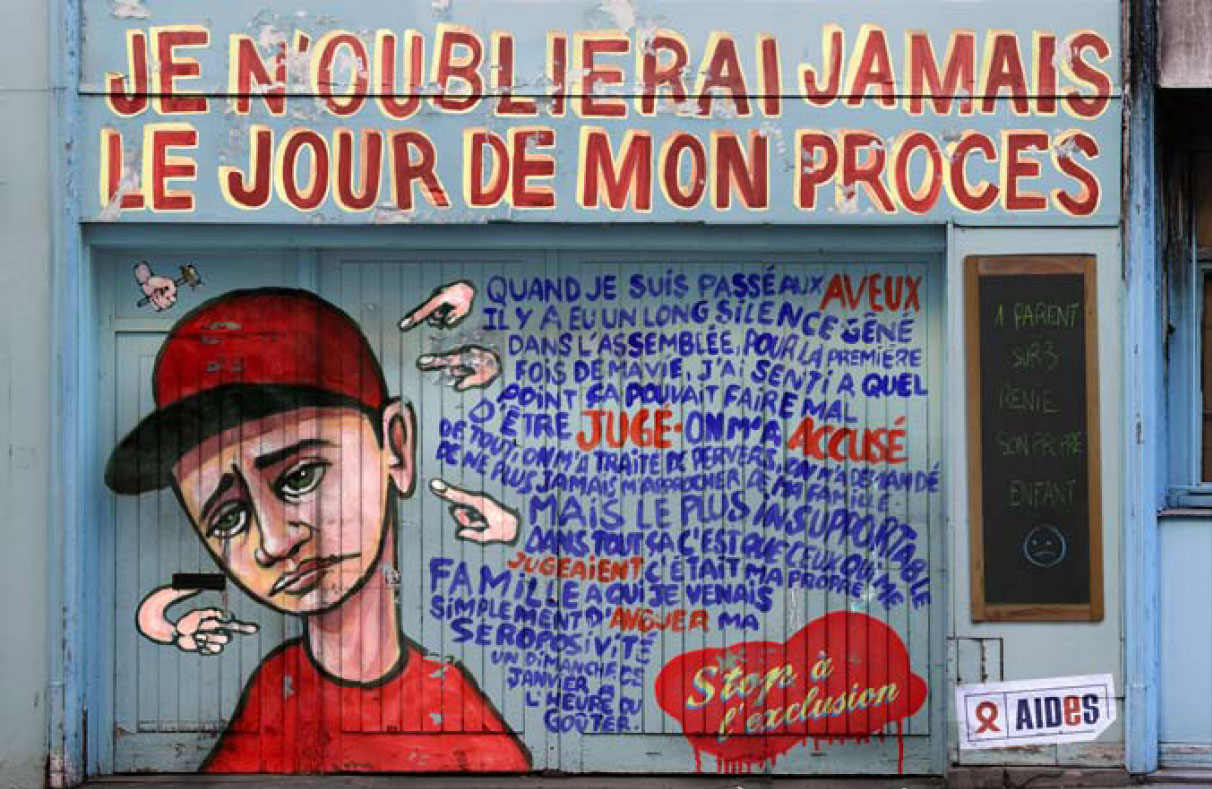 JE N'OUBLIERAI JAMAIS
LE JOUR DE MON PROCES
QUAND JE SUIS PASSÉ AUX AVEUX
IL Y A EU UN LONG SILENCE GÊNÉ
DANS L'ASSEMBLÉE, POUR LA PREMIÈRE
FOIS DE MA VIE, J'AI SENTI A QUEL
POINT ÇA POUVAIT FAIRE MAL
D'ÊTRE JUGÉ. ON M'A ACCUSÉ
DE TOUT, ON M'A TRAITÉ DE PERVERS, ON M'A DEMANDÉ
DE NE PLUS JAMAIS M'APPROCHER DE MA FAMILLE
MAIS LE PLUS INSUPPORTABLE
DANS TOUT ÇA C'EST QUE CEUX QUI ME
JUGEAIENT C'ÉTAIT MA PROPRE
FAMILLE A QUI JE VENAIS
SIMPLEMENT D'AVOUER MA
SEROPOSIVITÉ
UN DIMANCHE DE
JANVIER A
L'HEURE DU
GOÛTER.
Stop à
l'exclusion
1 PARENT
SUR 3
RENIE
SON PROPRE
ENFANT
AIDeS